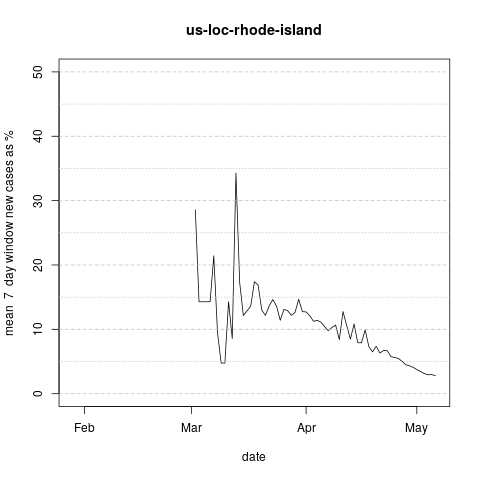 us-loc-rhode-island
mean  7  day window new cases as %
50
40
30
20
10
0
Feb
Mar
Apr
May
date